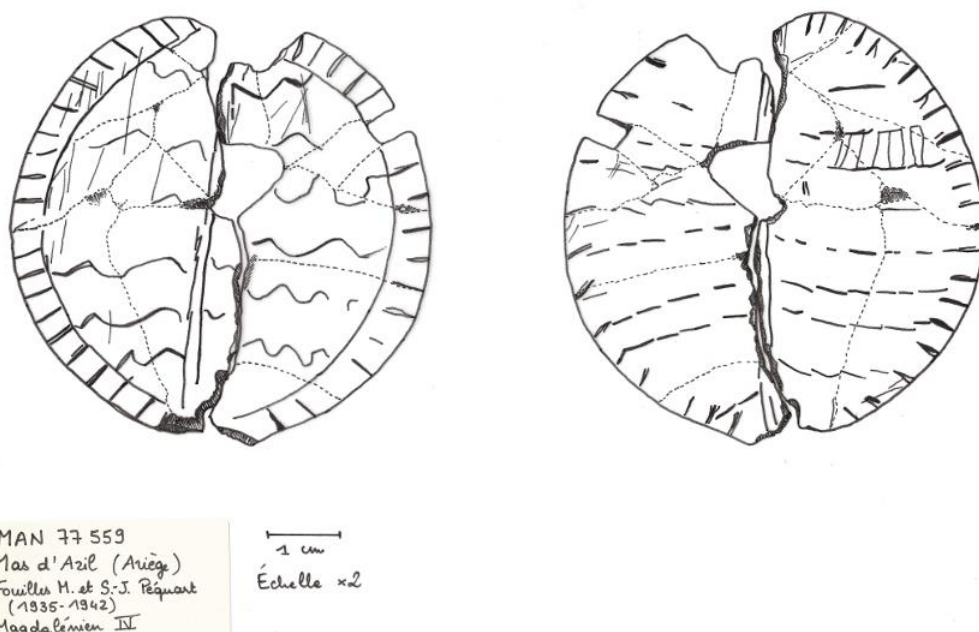 MAN 77 559
Mas d'Azil (Ariège)
Fouilles M. et S.-J. Péquart
(1935-1942)
Magdalénien IV
1 cm
Échelle ×2